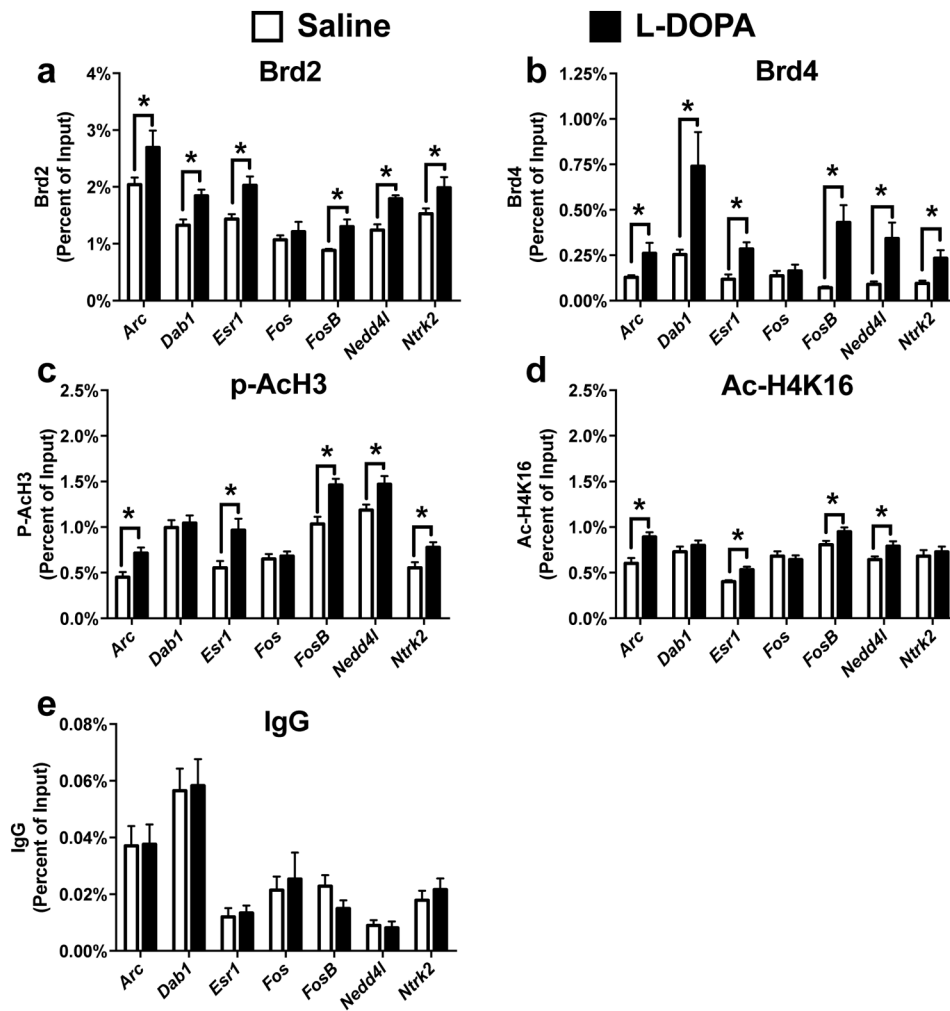 Saline L-DOPA
a Brd2
Brd2
(Percent of Input)
4%
3%
2%
1%
0%
* * * * * *
Arc Dab1 Esr1 Fos FosB Nedd4l Ntrk2
b Brd4
Brd4
(Percent of Input)
1.25%
1.00%
0.75%
0.50%
0.25%
0.00%
* * * * * *
Arc Dab1 Esr1 Fos FosB Nedd4l Ntrk2
c p-AcH3
P-AcH3
(Percent of Input)
2.5%
2.0%
1.5%
1.0%
0.5%
0.0%
* * * * *
Arc Dab1 Esr1 Fos FosB Nedd4l Ntrk2
d Ac-H4K16
Ac-H4K16
(Percent of Input)
2.5%
2.0%
1.5%
1.0%
0.5%
0.0%
* * * *
Arc Dab1 Esr1 Fos FosB Nedd4l Ntrk2
e IgG
IgG
(Percent of Input)
0.08%
0.06%
0.04%
0.02%
0.00%
Arc Dab1 Esr1 Fos FosB Nedd4l Ntrk2